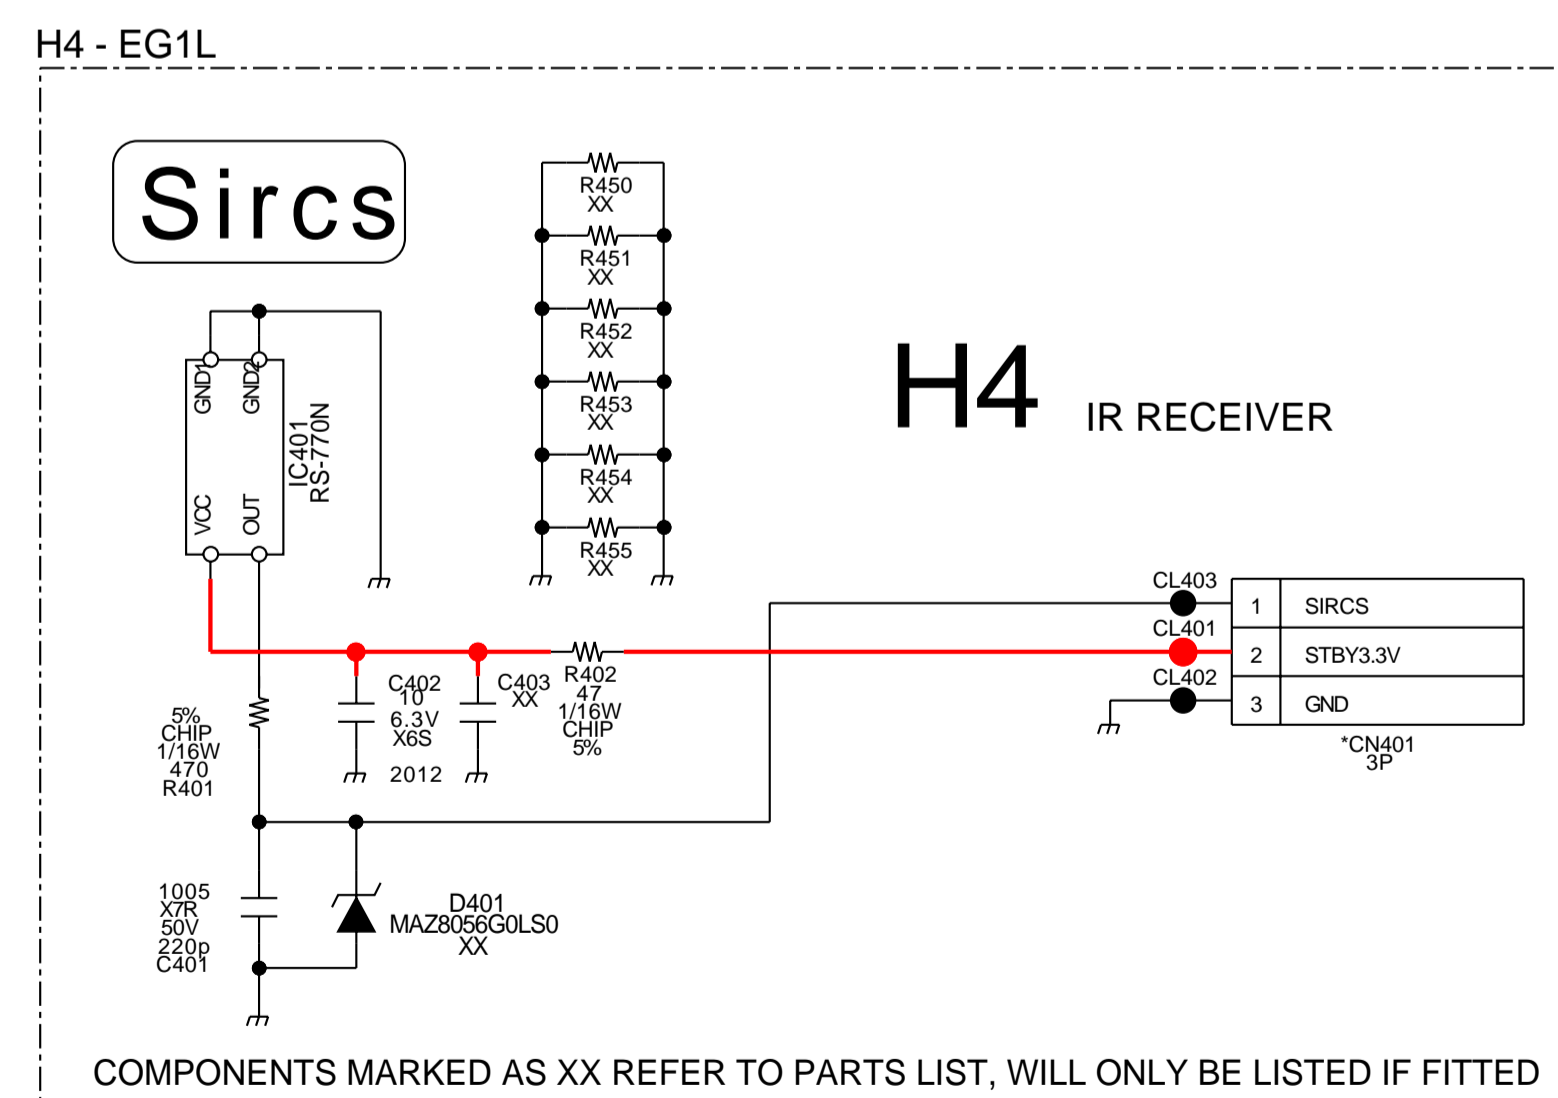 H4 - EG1L
Sircs
R450
XX
R451
XX
R452
XX
R453
XX
R454
XX
R455
XX
GND1
GND2
VCC
OUT
IC401
RS-770N
H4
IR RECEIVER
CL403
1
SIRCS
CL401
2
STBY3.3V
CL402
3
GND
*CN401
3P
C402
10
6.3V
X6S
2012
C403
XX
R402
47
1/16W
CHIP
5%
5%
CHIP
1/16W
470
R401
1005
X7R
50V
220p
C401
D401
MAZ8056G0LS0
XX
COMPONENTS MARKED AS XX REFER TO PARTS LIST, WILL ONLY BE LISTED IF FITTED